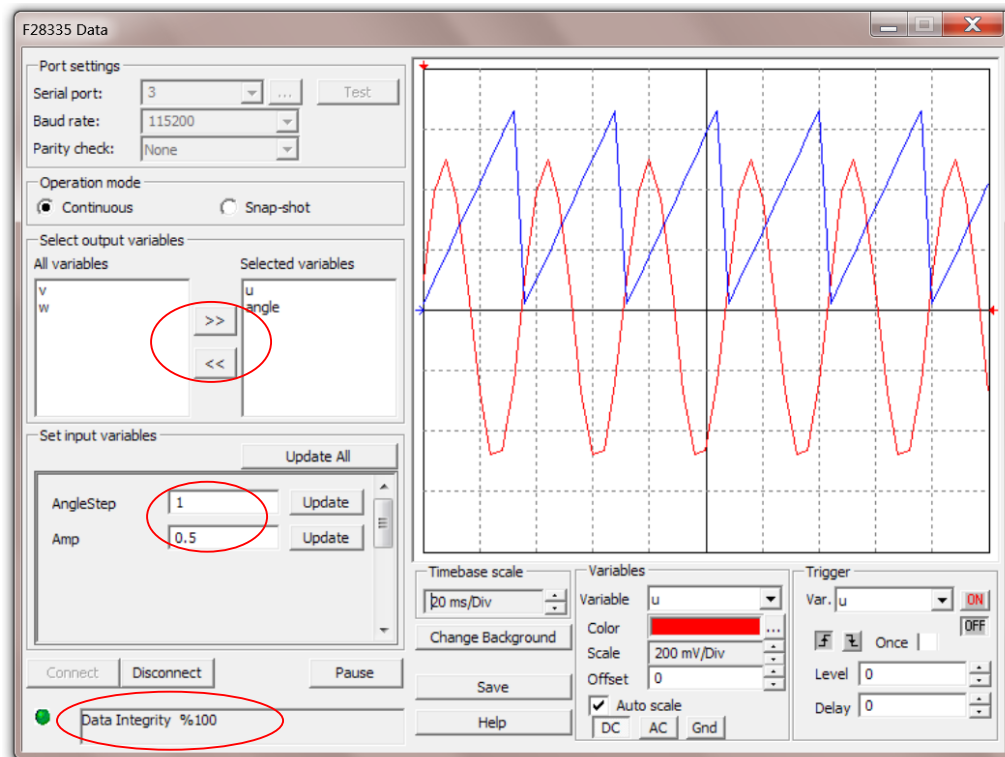 F28335 Data
Port settings
Serial port: 3 ... Test
Baud rate: 115200
Parity check: None
Operation mode
Continuous Snap-shot
Select output variables
All variables Selected variables
v
w
>>
<<
u
angle
Set input variables
Update All
AngleStep 1 Update
Amp 0.5 Update
Connect Disconnect Pause
Data Integrity %100
Timebase scale
20 ms/Div
Change Background
Save
Help
Variables
Variable u
Color ...
Scale 200 mV/Div
Offset 0
Auto scale
DC AC Gnd
Trigger
Var. u ON
OFF
Once
Level 0
Delay 0